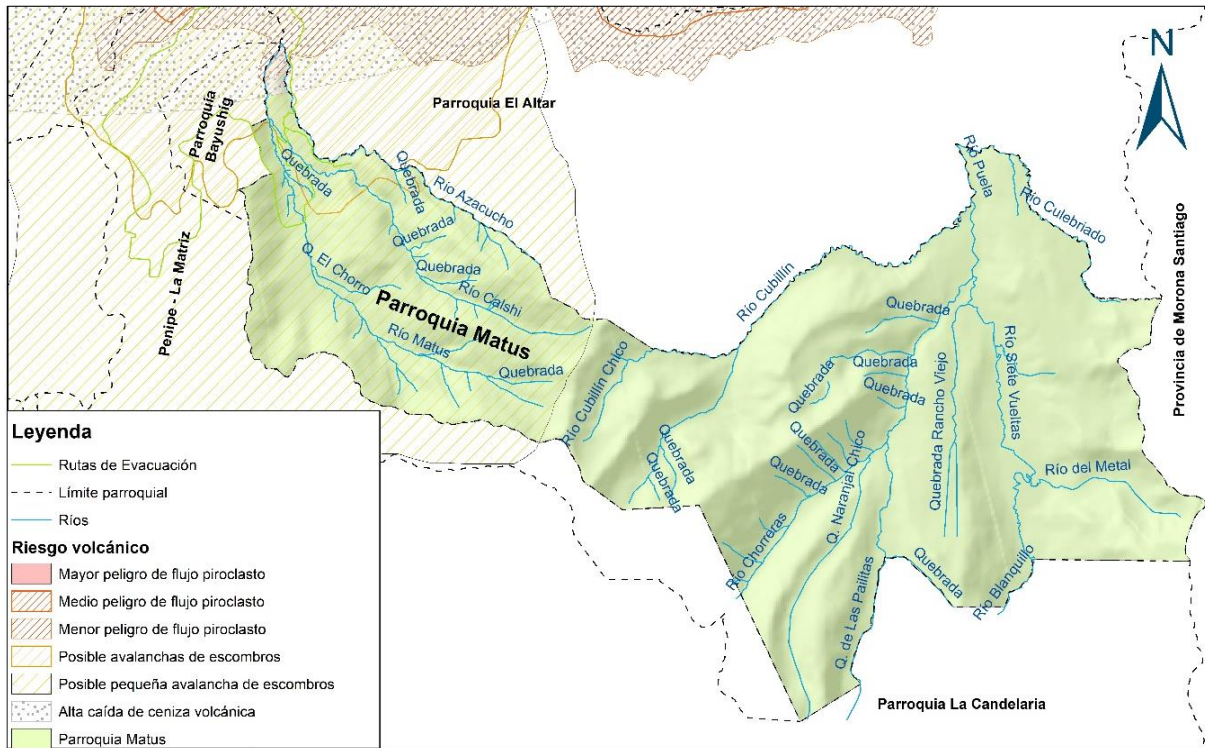 N
Parroquia El Altar
Parroquia
Bayushig
Penipe - La Matriz
Provincia de Morona Santiago
Parroquia La Candelaria
Parroquia Matus
Quebrada
Quebrada
Río Azacucho
Quebrada
Quebrada
Q. El Chorro
Río Calshi
Río Matus
Quebrada
Río Cubillín Chico
Río Cubillín
Río Puela
Río Culebriado
Quebrada
Quebrada
Quebrada
Quebrada
Quebrada
Quebrada
Quebrada
Quebrada
Río Chorreras
Q. Naranjal Chico
Quebrada Rancho Viejo
Río Siete Vueltas
Río del Metal
Q. de Las Pailitas
Quebrada
Río Blanquillo
Leyenda
Rutas de Evacuación
Límite parroquial
Ríos
Riesgo volcánico
Mayor peligro de flujo piroclasto
Medio peligro de flujo piroclasto
Menor peligro de flujo piroclasto
Posible avalanchas de escombros
Posible pequeña avalancha de escombros
Alta caída de ceniza volcánica
Parroquia Matus